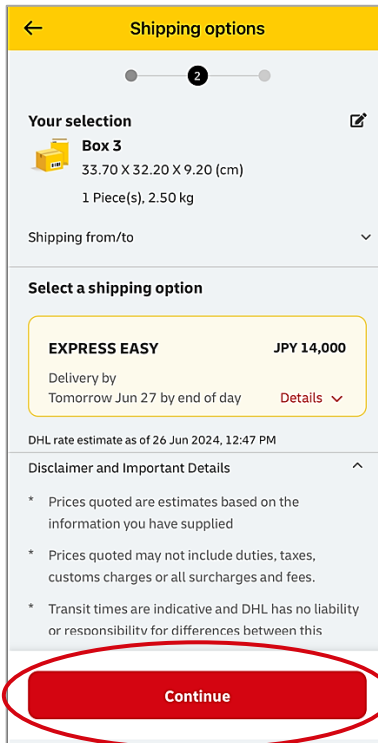 Shipping options
2
Your selection
Box 3
33.70 X 32.20 X 9.20 (cm)
1 Piece(s), 2.50 kg
Shipping from/to
Select a shipping option
EXPRESS EASY JPY 14,000
Delivery by
Tomorrow Jun 27 by end of day Details
DHL rate estimate as of 26 Jun 2024, 12:47 PM
Disclaimer and Important Details
* Prices quoted are estimates based on the
information you have supplied
* Prices quoted may not include duties, taxes,
customs charges or all surcharges and fees.
* Transit times are indicative and DHL has no liability
or responsibility for differences between this
Continue